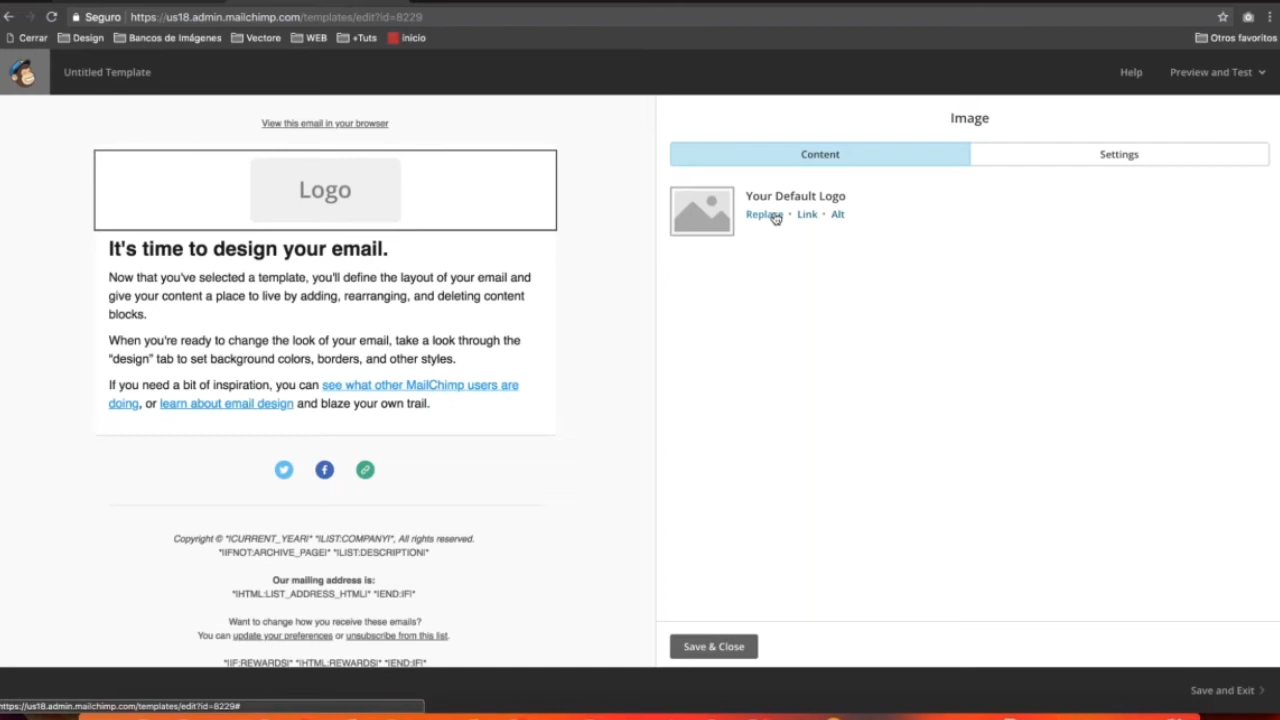 Seguro https://us18.admin.mailchimp.com/templates/edit?id=8229
Cerrar Design Bancos de Imágenes Vectore WEB +Tuts Inicio Otros favoritos
Untitled Template Help Preview and Test
View this email in your browser
Logo
It's time to design your email.
Now that you've selected a template, you'll define the layout of your email and
give your content a place to live by adding, rearranging, and deleting content
blocks.
When you're ready to change the look of your email, take a look through the
"design" tab to set background colors, borders, and other styles.
If you need a bit of inspiration, you can see what other MailChimp users are
doing, or learn about email design and blaze your own trail.
Copyright © *|CURRENT_YEAR|* *|LIST:COMPANY|*, All rights reserved.
*|IFNOT:ARCHIVE_PAGE|* *|LIST:DESCRIPTION|*
Our mailing address is:
*|HTML:LIST_ADDRESS_HTML|* *|END:IF|*
Want to change how you receive these emails?
You can update your preferences or unsubscribe from this list.
*|IF:REWARDS|* *|HTML:REWARDS|* *|END:IF|*
Image
Content Settings
Your Default Logo
Replace · Link · Alt
Save & Close
Save and Exit
https://us18.admin.mailchimp.com/templates/edit?id=8229#